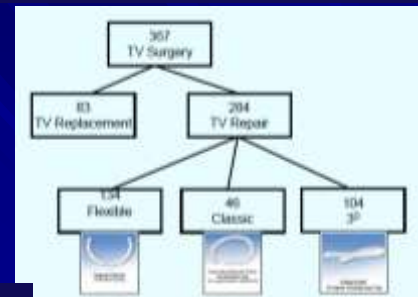 367
TV Surgery
83
TV Replacement
284
TV Repair
134
Flexible
46
Classic
104
3D